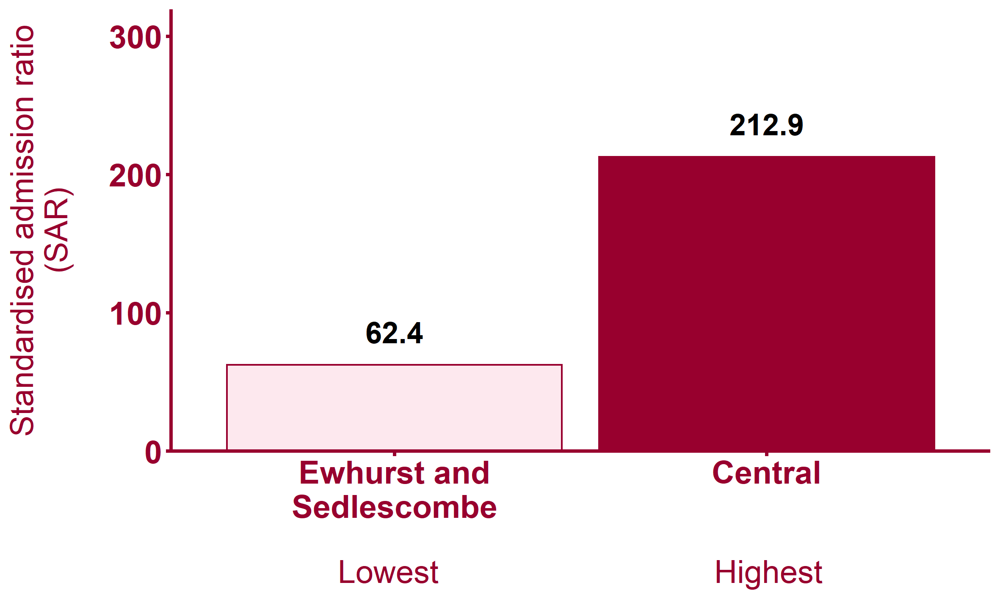 Standardised admission ratio
(SAR)
300
200
100
0
62.4
212.9
Ewhurst and
Sedlescombe
Central
Lowest
Highest